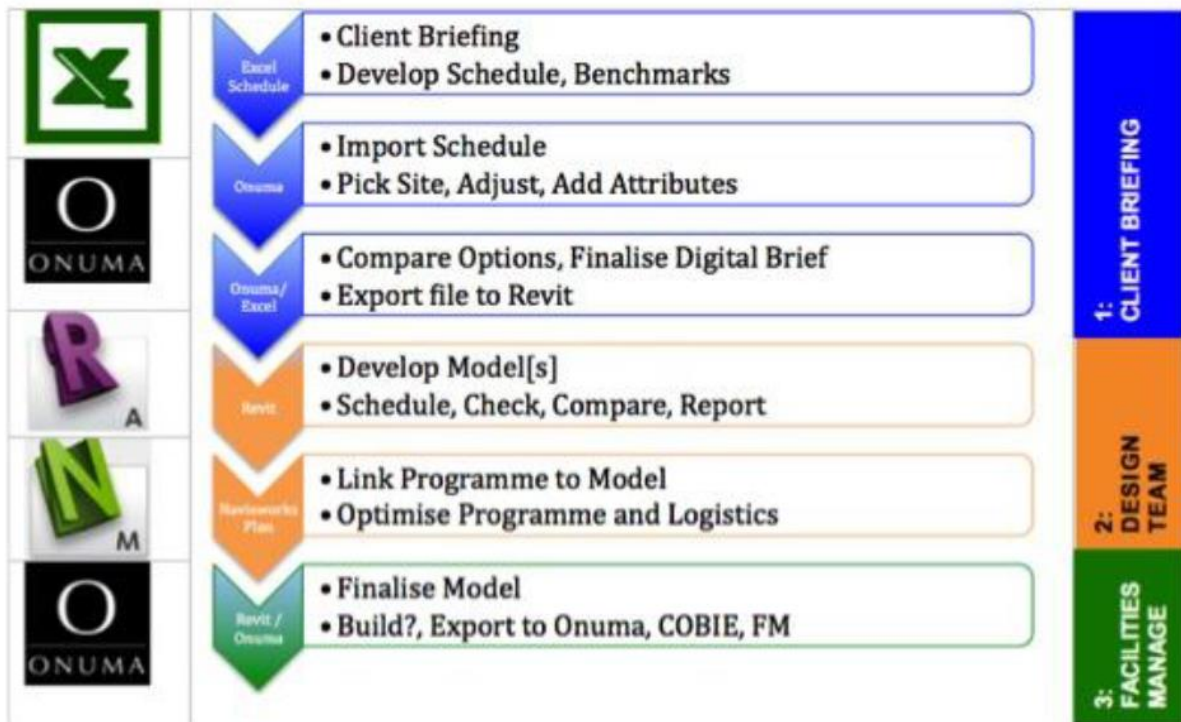 Excel
Schedule
• Client Briefing
• Develop Schedule, Benchmarks
O
ONUMA
Onuma
• Import Schedule
• Pick Site, Adjust, Add Attributes
Onuma/
Excel
• Compare Options, Finalise Digital Brief
• Export file to Revit
1:
CLIENT BRIEFING
R
A
Revit
• Develop Model[s]
• Schedule, Check, Compare, Report
N
M
Navisworks
Plan
• Link Programme to Model
• Optimise Programme and Logistics
2:
DESIGN
TEAM
O
ONUMA
Revit /
Onuma
• Finalise Model
• Build?, Export to Onuma, COBIE, FM
3:
FACILITIES
MANAGE